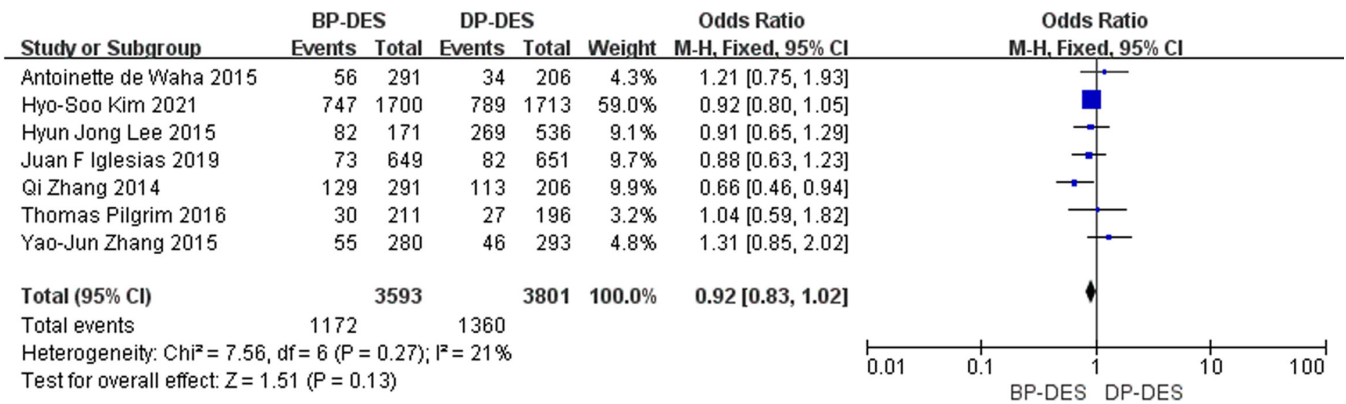 BP-DES DP-DES Odds Ratio Odds Ratio
Study or Subgroup Events Total Events Total Weight M-H, Fixed, 95% CI M-H, Fixed, 95% CI
Antoinette de Waha 2015 56 291 34 206 4.3% 1.21 [0.75, 1.93]
Hyo-Soo Kim 2021 747 1700 789 1713 59.0% 0.92 [0.80, 1.05]
Hyun Jong Lee 2015 82 171 269 536 9.1% 0.91 [0.65, 1.29]
Juan F Iglesias 2019 73 649 82 651 9.7% 0.88 [0.63, 1.23]
Qi Zhang 2014 129 291 113 206 9.9% 0.66 [0.46, 0.94]
Thomas Pilgrim 2016 30 211 27 196 3.2% 1.04 [0.59, 1.82]
Yao-Jun Zhang 2015 55 280 46 293 4.8% 1.31 [0.85, 2.02]
Total (95% CI) 3593 3801 100.0% 0.92 [0.83, 1.02]
Total events 1172 1360
Heterogeneity: Chi² = 7.56, df = 6 (P = 0.27); I² = 21%
Test for overall effect: Z = 1.51 (P = 0.13)
0.01 0.1 1 10 100
BP-DES DP-DES